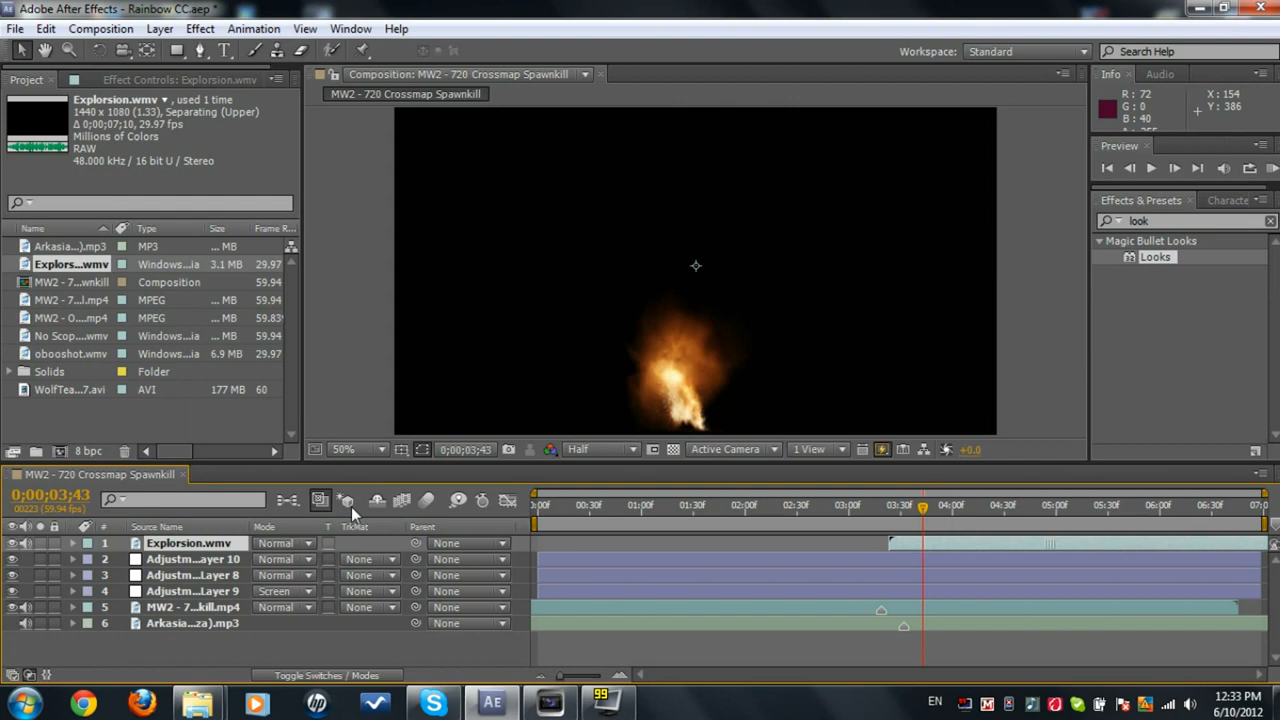 Adobe After Effects - Rainbow CC.aep *
File Edit Composition Layer Effect Animation View Window Help
Workspace: Standard Search Help
Project Effect Controls: Explorsion.wmv
Composition: MW2 - 720 Crossmap Spawnkill
Info Audio
Explorsion.wmv , used 1 time
1440 x 1080 (1.33), Separating (Upper)
Δ 0;00;07;10, 29.97 fps
Millions of Colors
RAW
48.000 kHz / 16 bit U / Stereo
MW2 - 720 Crossmap Spawnkill
R : 72 X : 154
G : 0 Y : 386
B : 40
Preview
Effects & Presets Characte
look
Magic Bullet Looks
Looks
Name Type Size Frame R...
Arkasia...).mp3 MP3 ... MB
Explors...wmv Windows...ia 3.1 MB 29.97
MW2 - 7...wnkill Composition 59.94
MW2 - 7...l.mp4 MPEG ... MB 59.94
MW2 - O....mp4 MPEG ... MB 59.83
No Scop...wmv Windows...ia ... MB 59.94
obooshot.wmv Windows...ia 6.9 MB 29.97
Solids Folder
WolfTea...7.avi AVI 177 MB 60
8 bpc
50% 0;00;03;43 Half Active Camera 1 View +0.0
MW2 - 720 Crossmap Spawnkill
0;00;03;43
00223 (59.94 fps)
:00f 00:30f 01:00f 01:30f 02:00f 02:30f 03:00f 03:30f 04:00f 04:30f 05:00f 05:30f 06:00f 06:30f 07:0
# Source Name Mode T TrkMat Parent
1 Explorsion.wmv Normal None
2 Adjustm...ayer 10 Normal None None
3 Adjustm...Layer 8 Normal None None
4 Adjustm...Layer 9 Screen None None
5 MW2 - 7...kill.mp4 Normal None None
6 Arkasia...za).mp3 None
Toggle Switches / Modes
99
EN
12:33 PM
6/10/2012